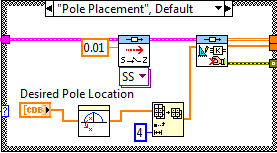 "Pole Placement", Default
0.01
SS
Desired Pole Location
[CDB
4
?